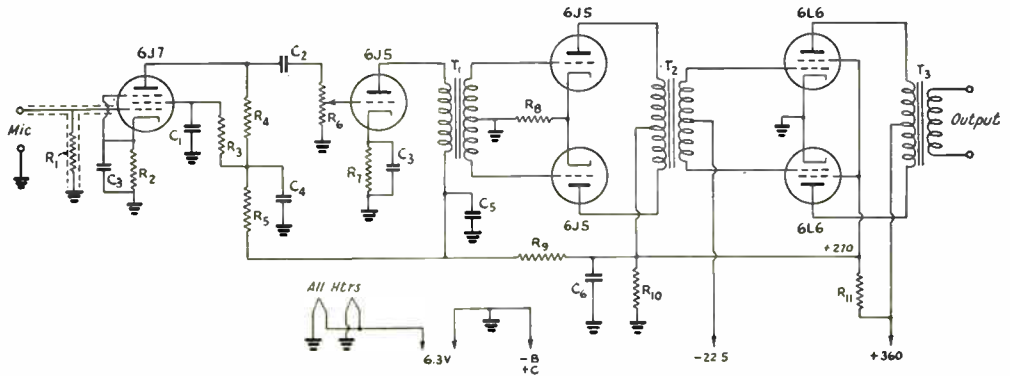 6J7
Mic
R1
C3
R2
C1
R3
R4
R5
C2
R6
C4
6J5
R7
C3
T1
C5
R8
6J5
6J5
R9
C6
T2
R10
6L6
6L6
T3
Output
+270
R11
All Htrs
6.3V
-B
+C
-22 5
+360